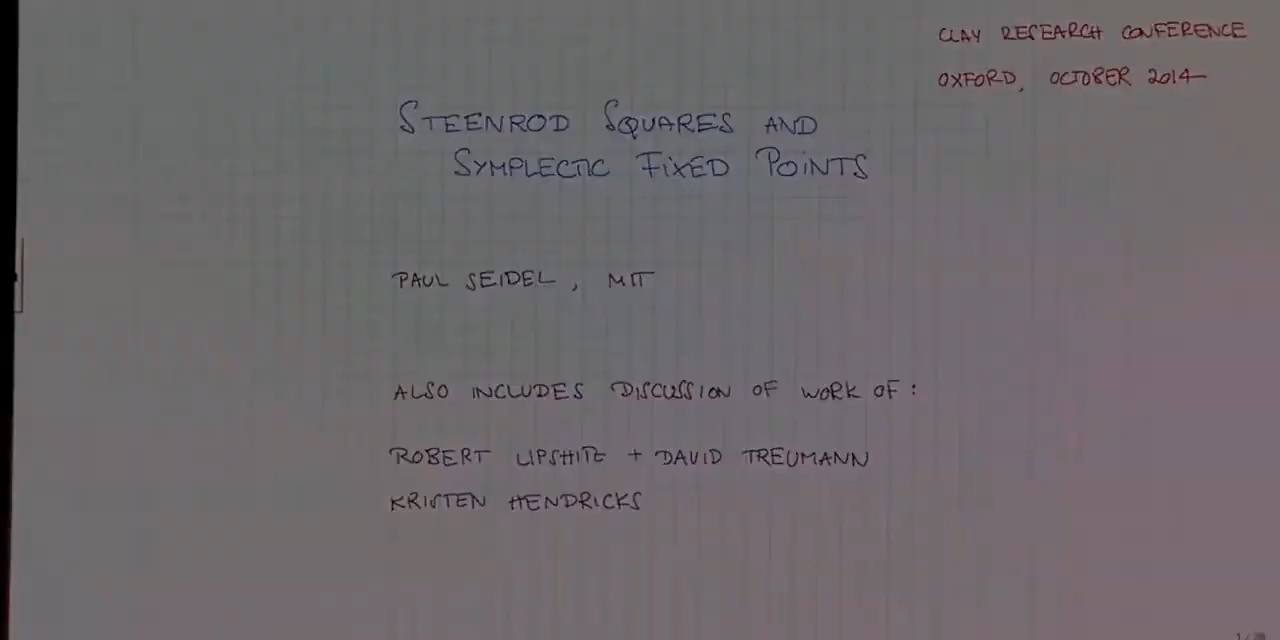 CLAY RESEARCH CONFERENCE
OXFORD, OCTOBER 2014
STEENROD SQUARES AND
SYMPLECTIC FIXED POINTS
PAUL SEIDEL, MIT
ALSO INCLUDES DISCUSSION OF WORK OF:
ROBERT LIPSHITZ + DAVID TREUMANN
KRISTEN HENDRICKS